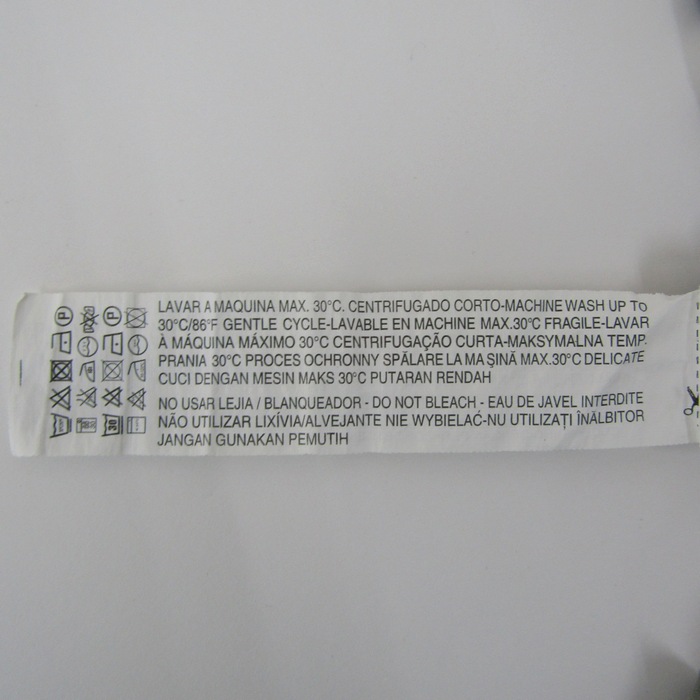 LAVAR A MAQUINA MAX. 30°C. CENTRIFUGADO CORTO-MACHINE WASH UP TO
30°C/86°F GENTLE CYCLE-LAVABLE EN MACHINE MAX.30°C FRAGILE-LAVAR
À MÁQUINA MÁXIMO 30°C CENTRIFUGAÇÃO CURTA-MAKSYMALNA TEMP.
PRANIA 30°C PROCES OCHRONNY SPĂLARE LA MAŞINĂ MAX.30°C DELICATE
CUCI DENGAN MESIN MAKS 30°C PUTARAN RENDAH
NO USAR LEJIA / BLANQUEADOR - DO NOT BLEACH - EAU DE JAVEL INTERDITE
NÃO UTILIZAR LIXÍVIA/ALVEJANTE NIE WYBIELAĆ-NU UTILIZAȚI ÎNĂLBITOR
JANGAN GUNAKAN PEMUTIH